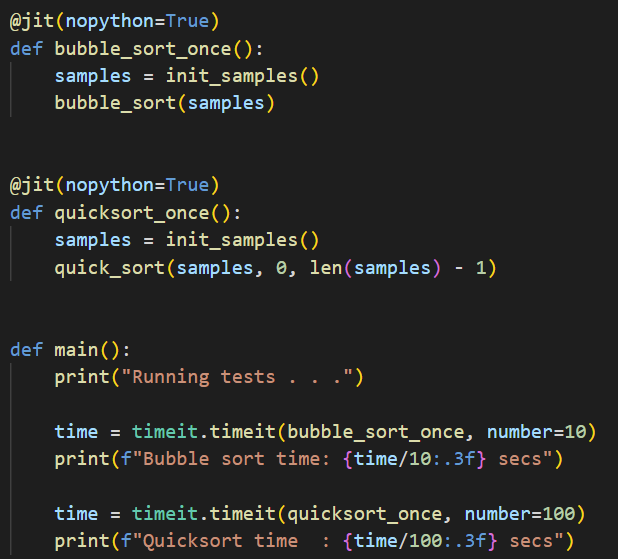 @jit(nopython=True)
def bubble_sort_once():
    samples = init_samples()
    bubble_sort(samples)
@jit(nopython=True)
def quicksort_once():
    samples = init_samples()
    quick_sort(samples, 0, len(samples) - 1)
def main():
    print("Running tests . . .")
    time = timeit.timeit(bubble_sort_once, number=10)
    print(f"Bubble sort time: {time/10:.3f} secs")
    time = timeit.timeit(quicksort_once, number=100)
    print(f"Quicksort time  : {time/100:.3f} secs")